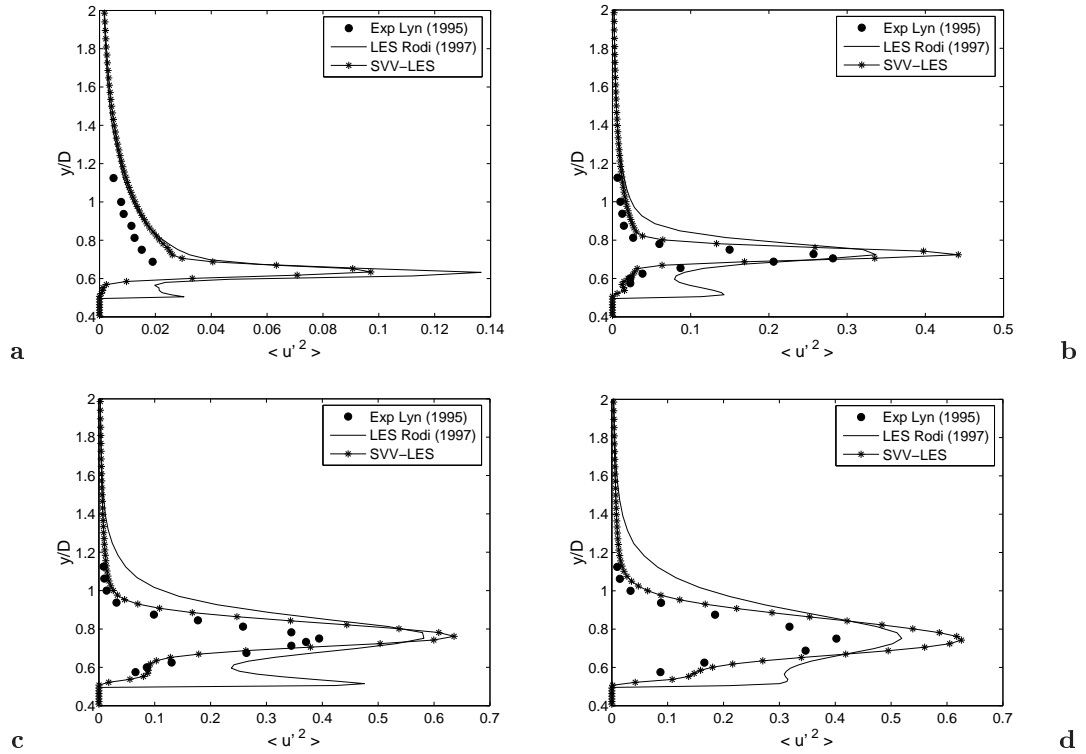 2
1.8
1.6
1.4
1.2
1
0.8
0.6
0.4
y/D
Exp Lyn (1995)
LES Rodi (1997)
SVV−LES
0 0.02 0.04 0.06 0.08 0.1 0.12 0.14
< u'² >
a
2
1.8
1.6
1.4
1.2
1
0.8
0.6
0.4
y/D
Exp Lyn (1995)
LES Rodi (1997)
SVV−LES
0 0.1 0.2 0.3 0.4 0.5
< u'² >
b
2
1.8
1.6
1.4
1.2
1
0.8
0.6
0.4
y/D
Exp Lyn (1995)
LES Rodi (1997)
SVV−LES
0 0.1 0.2 0.3 0.4 0.5 0.6 0.7
< u'² >
c
2
1.8
1.6
1.4
1.2
1
0.8
0.6
0.4
y/D
Exp Lyn (1995)
LES Rodi (1997)
SVV−LES
0 0.1 0.2 0.3 0.4 0.5 0.6 0.7
< u'² >
d